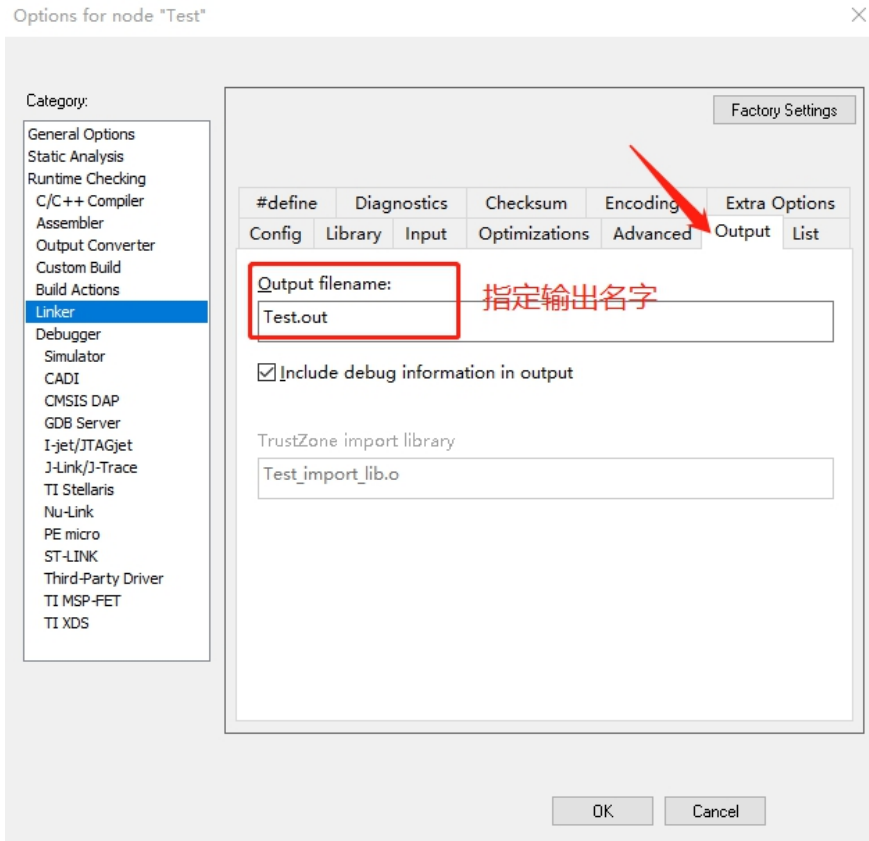 Options for node "Test"
Category:
General Options
Static Analysis
Runtime Checking
C/C++ Compiler
Assembler
Output Converter
Custom Build
Build Actions
Linker
Debugger
Simulator
CADI
CMSIS DAP
GDB Server
I-jet/JTAGjet
J-Link/J-Trace
TI Stellaris
Nu-Link
PE micro
ST-LINK
Third-Party Driver
TI MSP-FET
TI XDS
Factory Settings
#define Diagnostics Checksum Encoding Extra Options
Config Library Input Optimizations Advanced Output List
Output filename:
指定输出名字
Test.out
Include debug information in output
TrustZone import library
Test_import_lib.o
OK Cancel